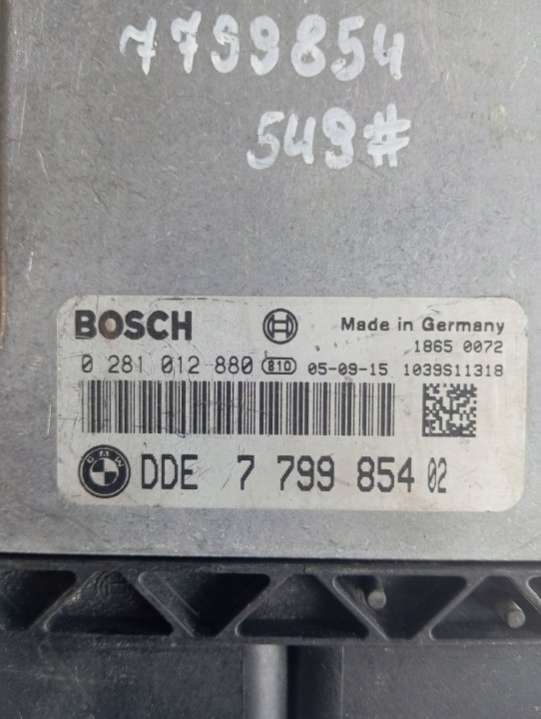 7799854
549#
BOSCH
Made in Germany
1865 0072
0 281 012 880 810 05-09-15 1039S11318
BMW DDE 7 799 854 02